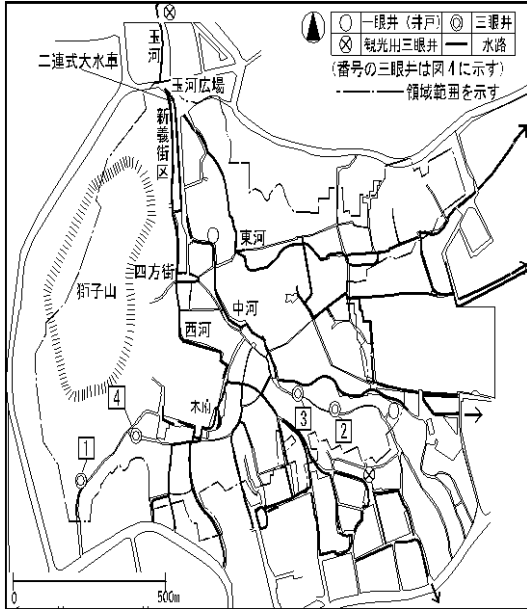 ○ 一眼井(井戸) ◎ 三眼井
⊗ 観光用三眼井 水路
(番号の三眼井は図4に示す)
領域範囲を示す
玉河
二連式大水車
玉河広場
新義街区
東河
四方街
獅子山
中河
西河
木府
4
3
2
1
0
500m